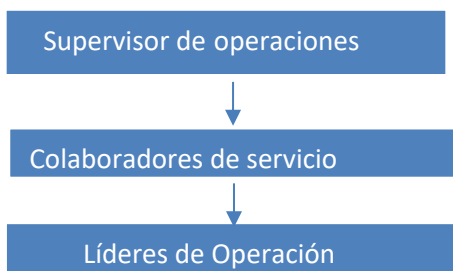 Supervisor de operaciones
Colaboradores de servicio
Líderes de Operación